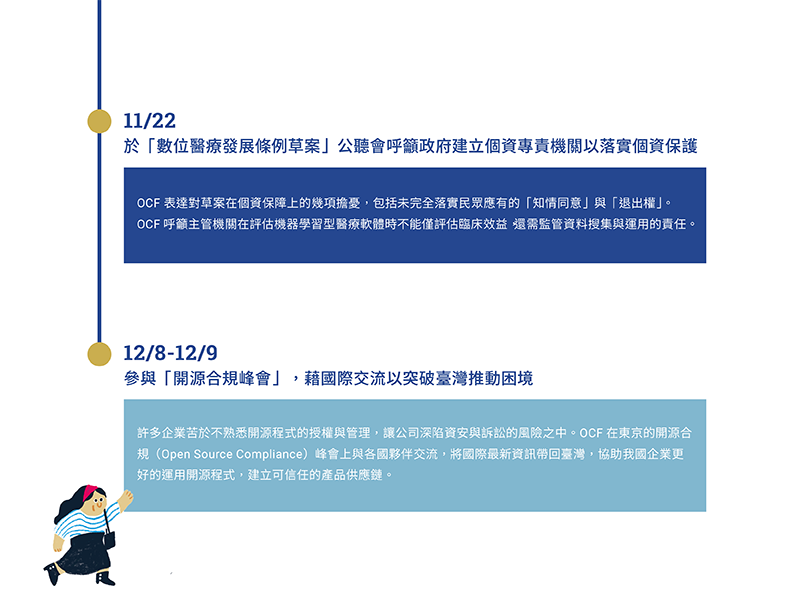 11/22
於「數位醫療發展條例草案」公聽會呼籲政府建立個資專責機關以落實個資保護
OCF 表達對草案在個資保障上的幾項擔憂，包括未完全落實民眾應有的「知情同意」與「退出權」。
OCF 呼籲主管機關在評估機器學習型醫療軟體時不能僅評估臨床效益，還需監管資料搜集與運用的責任。
12/8-12/9
參與「開源合規峰會」，藉國際交流以突破臺灣推動困境
許多企業苦於不熟悉開源程式的授權與管理，讓公司深陷資安與訴訟的風險之中。OCF 在東京的開源合
規（Open Source Compliance）峰會上與各國夥伴交流，將國際最新資訊帶回臺灣，協助我國企業更
好的運用開源程式，建立可信任的產品供應鏈。